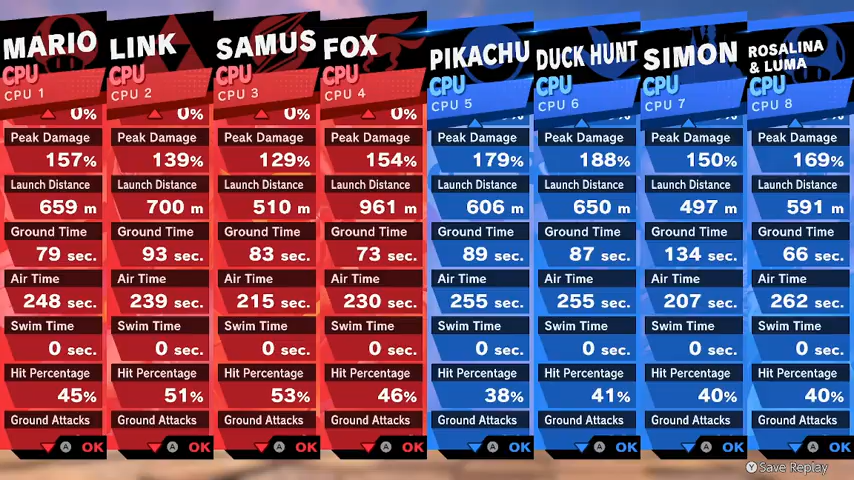 MARIO LINK SAMUS FOX PIKACHU DUCK HUNT SIMON ROSALINA & LUMA
CPU CPU CPU CPU CPU CPU CPU CPU
CPU 1 CPU 2 CPU 3 CPU 4 CPU 5 CPU 6 CPU 7 CPU 8
0% 0% 0% 0%
Peak Damage Peak Damage Peak Damage Peak Damage Peak Damage Peak Damage Peak Damage Peak Damage
157% 139% 129% 154% 179% 188% 150% 169%
Launch Distance Launch Distance Launch Distance Launch Distance Launch Distance Launch Distance Launch Distance Launch Distance
659 m 700 m 510 m 961 m 606 m 650 m 497 m 591 m
Ground Time Ground Time Ground Time Ground Time Ground Time Ground Time Ground Time Ground Time
79 sec. 93 sec. 83 sec. 73 sec. 89 sec. 87 sec. 134 sec. 66 sec.
Air Time Air Time Air Time Air Time Air Time Air Time Air Time Air Time
248 sec. 239 sec. 215 sec. 230 sec. 255 sec. 255 sec. 207 sec. 262 sec.
Swim Time Swim Time Swim Time Swim Time Swim Time Swim Time Swim Time Swim Time
0 sec. 0 sec. 0 sec. 0 sec. 0 sec. 0 sec. 0 sec. 0 sec.
Hit Percentage Hit Percentage Hit Percentage Hit Percentage Hit Percentage Hit Percentage Hit Percentage Hit Percentage
45% 51% 53% 46% 38% 41% 40% 40%
Ground Attacks Ground Attacks Ground Attacks Ground Attacks Ground Attacks Ground Attacks Ground Attacks Ground Attacks
A OK A OK A OK A OK A OK A OK A OK A OK
Y Save Replay